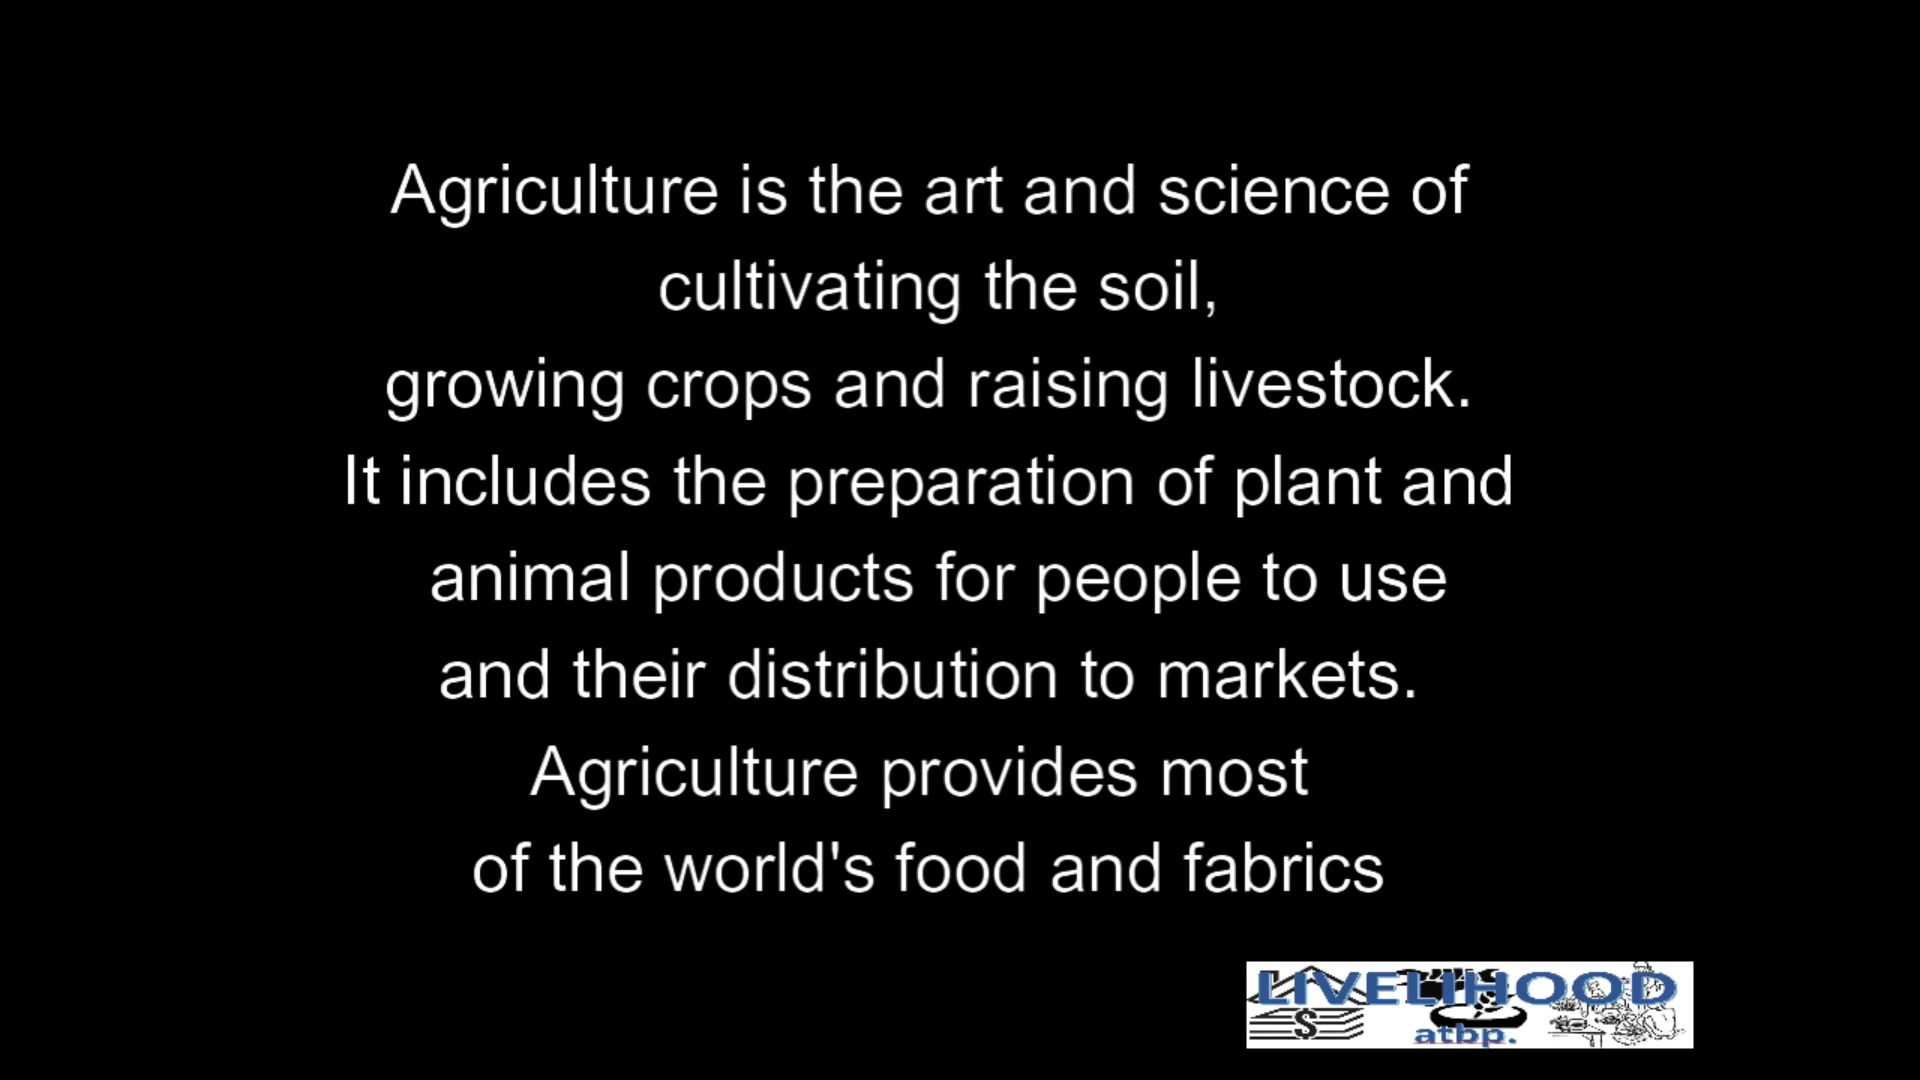 Agriculture is the art and science of
cultivating the soil,
growing crops and raising livestock.
It includes the preparation of plant and
animal products for people to use
and their distribution to markets.
Agriculture provides most
of the world's food and fabrics
LIVELIHOOD
$
atbp.